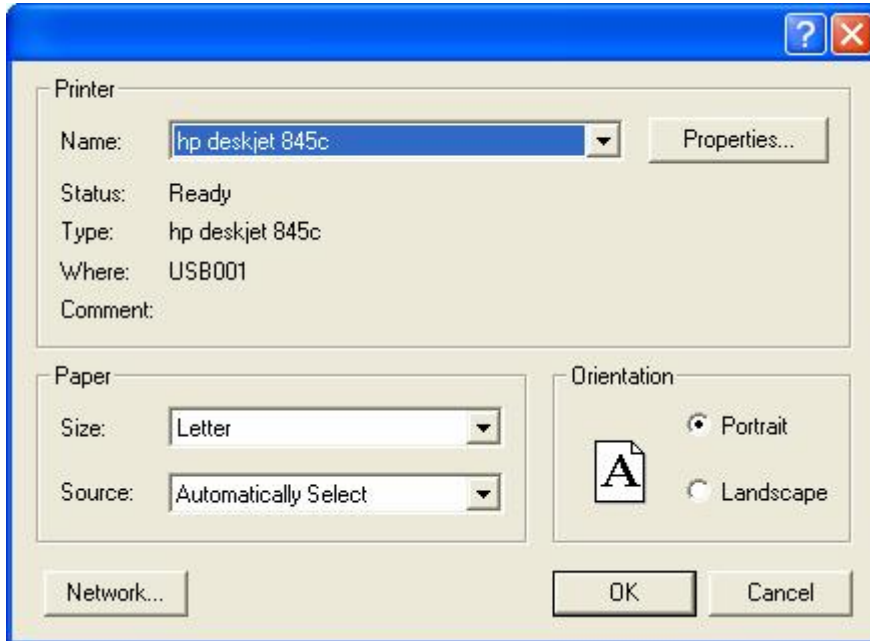 ?
Printer
Name: hp deskjet 845c Properties...
Status: Ready
Type: hp deskjet 845c
Where: USB001
Comment:
Paper
Size: Letter
Source: Automatically Select
Orientation
A
Portrait
Landscape
Network... OK Cancel